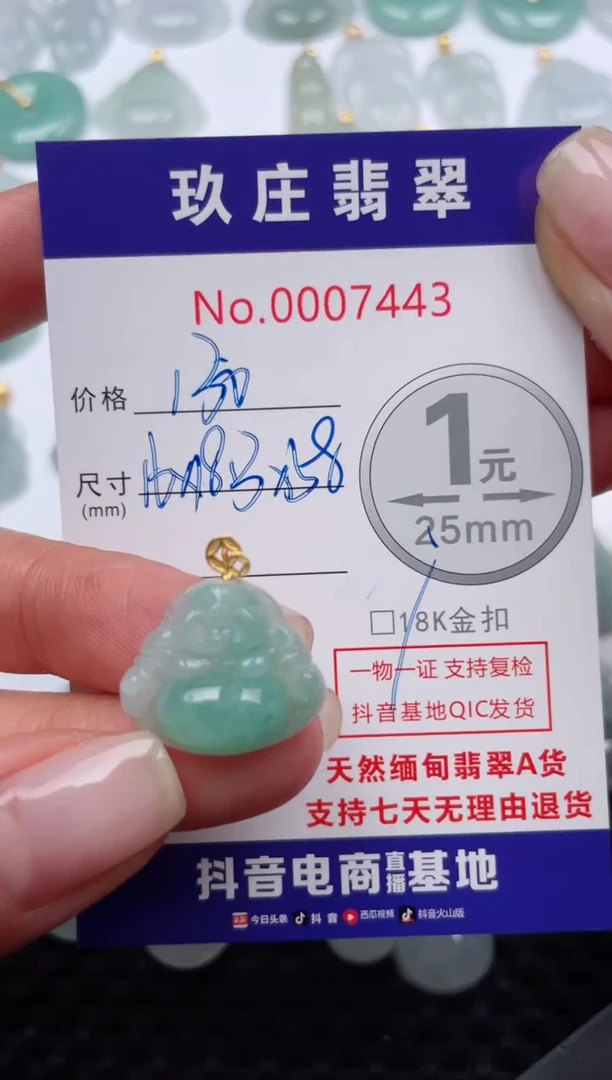 玖庄翡翠
No.0007443
价格
尺寸
(mm)
1元
25mm
□18K金扣
一物一证 支持复检
抖音基地QIC发货
天然缅甸翡翠A货
支持七天无理由退货
抖音电商直播基地
今日头条 抖音 西瓜视频 抖音火山版